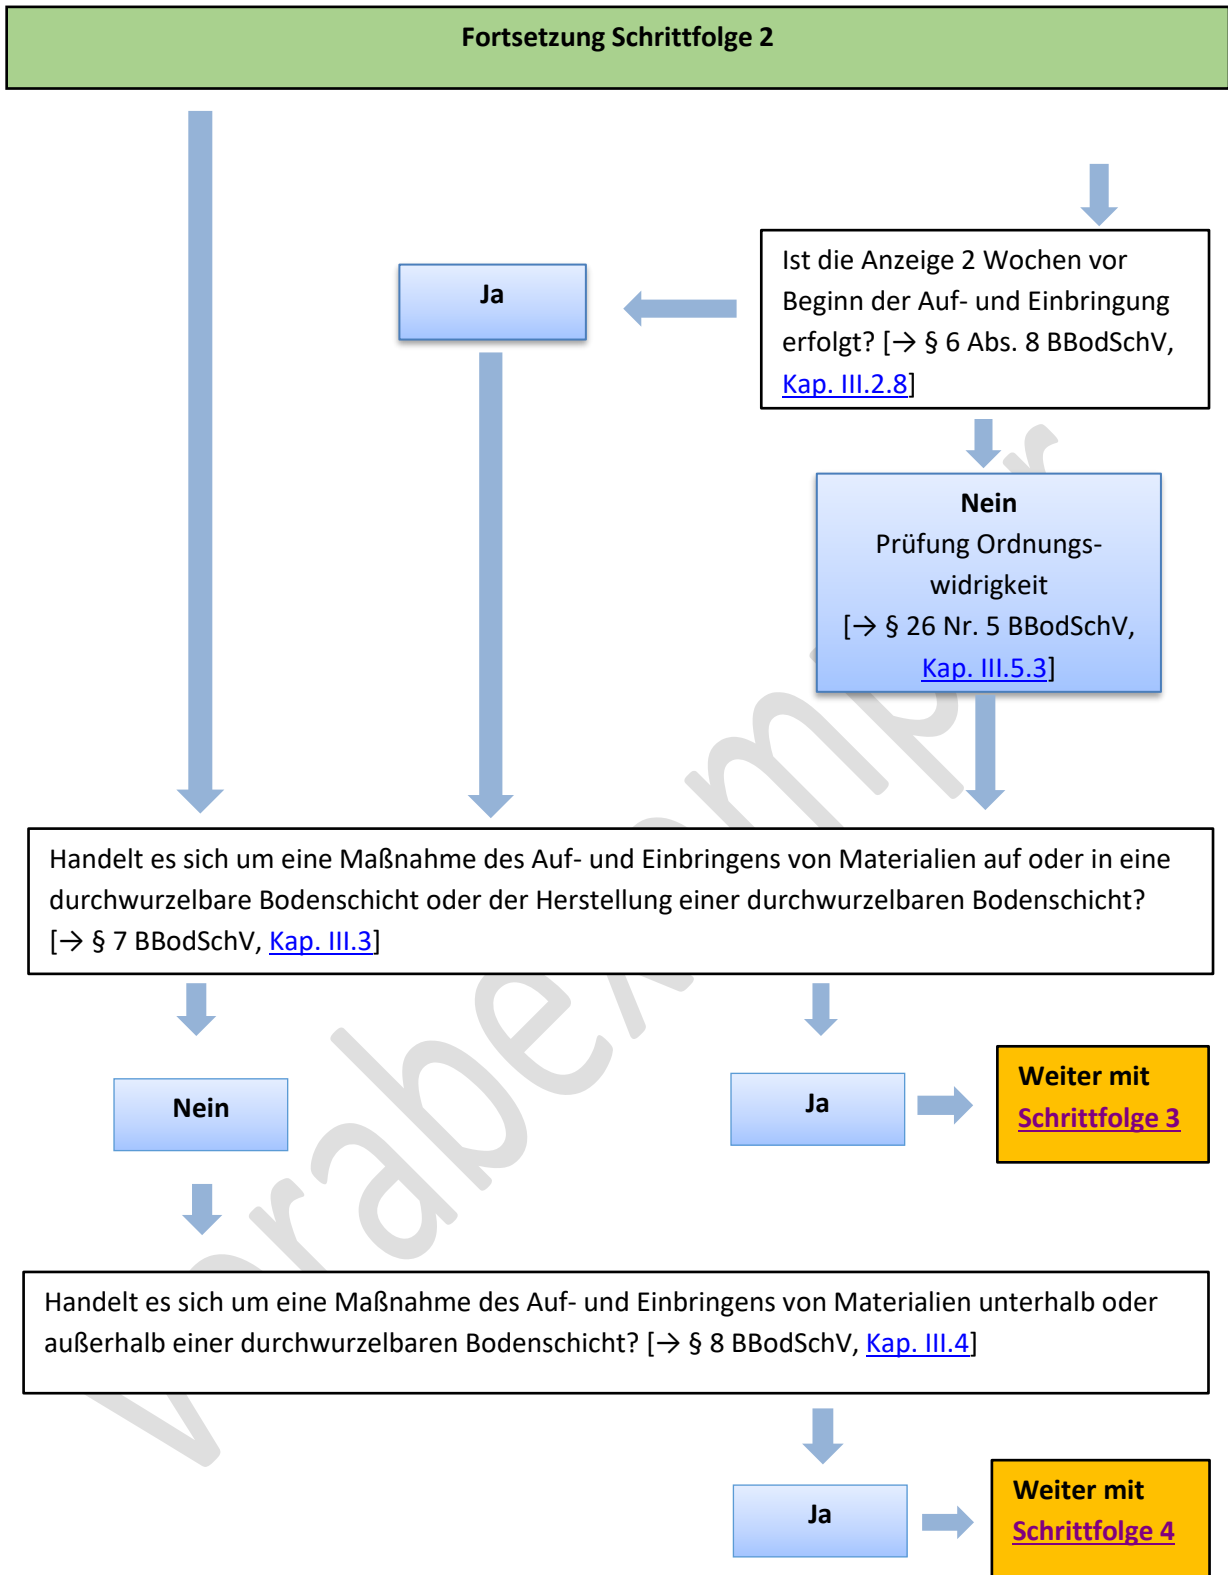 Fortsetzung Schrittfolge 2
Ja
Ist die Anzeige 2 Wochen vor
Beginn der Auf- und Einbringung
erfolgt? [→ § 6 Abs. 8 BBodSchV,
Kap. III.2.8]
Nein
Prüfung Ordnungs-
widrigkeit
[→ § 26 Nr. 5 BBodSchV,
Kap. III.5.3]
Handelt es sich um eine Maßnahme des Auf- und Einbringens von Materialien auf oder in eine
durchwurzelbare Bodenschicht oder der Herstellung einer durchwurzelbaren Bodenschicht?
[→ § 7 BBodSchV, Kap. III.3]
Nein
Ja
Weiter mit
Schrittfolge 3
Handelt es sich um eine Maßnahme des Auf- und Einbringens von Materialien unterhalb oder
außerhalb einer durchwurzelbaren Bodenschicht? [→ § 8 BBodSchV, Kap. III.4]
Ja
Weiter mit
Schrittfolge 4